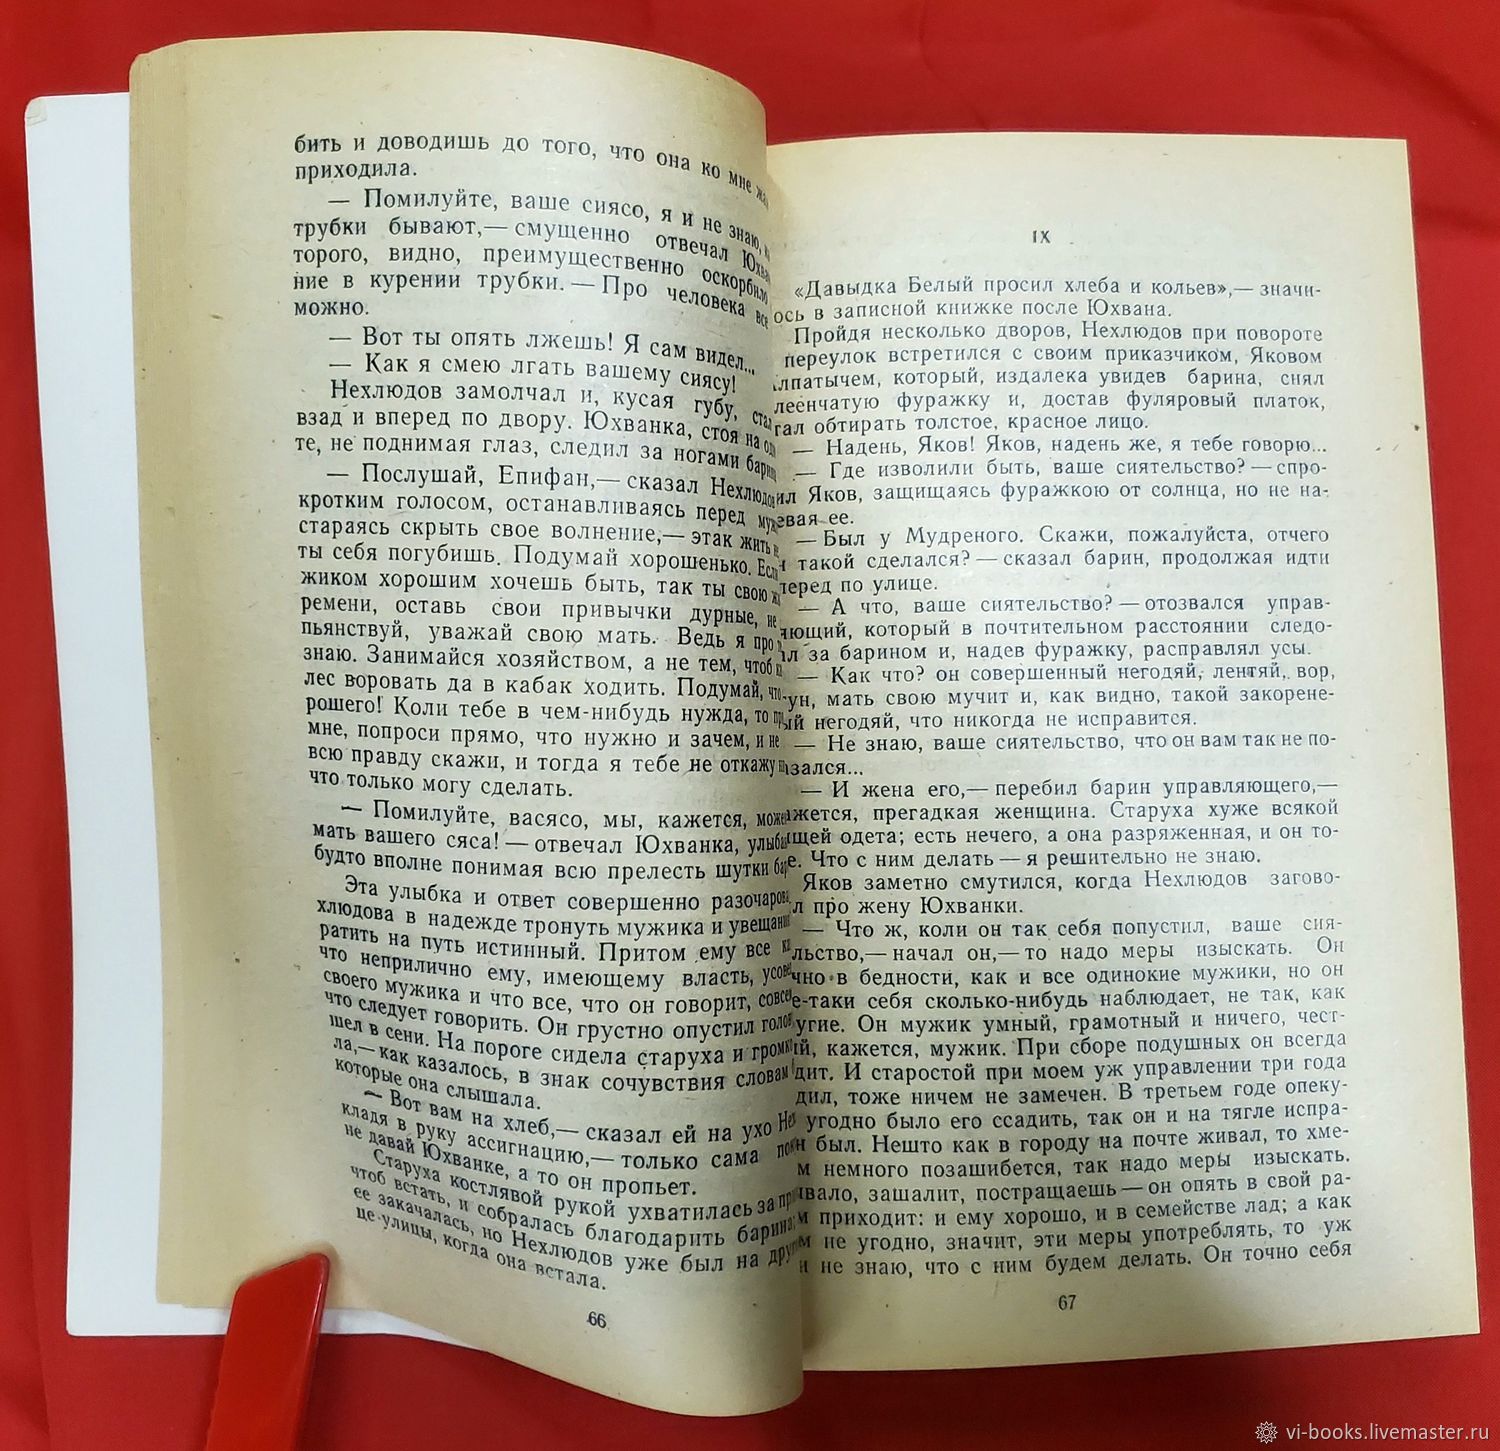 бить и доводишь до того, что она ко мне
приходила.
— Помилуйте, ваше сиясо, я и не знаю,
трубки бывают,— смущенно отвечал Юхван
торого, видно, преимущественно оскорбило
ние в курении трубки. — Про человека все
можно.
— Вот ты опять лжешь! Я сам видел...
— Как я смею лгать вашему сиясу!
Нехлюдов замолчал и, кусая губу, стал
взад и вперед по двору. Юхванка, стоя на
те, не поднимая глаз, следил за ногами
— Послушай, Епифан,— сказал Нехлюдов
кротким голосом, останавливаясь перед
стараясь скрыть свое волнение,— этак жить
ты себя погубишь. Подумай хорошенько.
жиком хорошим хочешь быть, так ты свою
ремени, оставь свои привычки дурные, не
пьянствуй, уважай свою мать. Ведь я про
знаю. Занимайся хозяйством, а не тем, чтоб
лес воровать да в кабак ходить. Подумай, что
рошего! Коли тебе в чем-нибудь нужда, то
мне, попроси прямо, что нужно и зачем, и не
всю правду скажи, и тогда я тебе не откажу
что только могу сделать.
— Помилуйте, васясо, мы, кажется,
мать вашего сяса! — отвечал Юхванка,
будто вполне понимая всю прелесть шутки
Эта улыбка и ответ совершенно
хлюдова в надежде тронуть мужика и
ратить на путь истинный. Притом ему все
что неприлично ему, имеющему власть,
своего мужика и что все, что он говорит,
что следует говорить. Он грустно опустил
шел в сени. На пороге сидела старуха и
ла,— как казалось, в знак сочувствия словам
которые она слышала.
— Вот вам на хлеб,— сказал ей на ухо
кладя в руку ассигнацию,— только сама
не давай Юхванке, а то он пропьет.
Старуха костлявой рукой ухватилась за
чтоб встать, и собралась благодарить
ее закачалась, но Нехлюдов уже был на
це улицы, когда она встала.
66
IX
«Давыдка Белый просил хлеба и кольев»,— значи-
ось в записной книжке после Юхвана.
Пройдя несколько дворов, Нехлюдов при повороте
переулок встретился с своим приказчиком, Яковом
лпатычем, который, издалека увидев барина, снял
леенчатую фуражку и, достав фуляровый платок,
тал обтирать толстое, красное лицо.
— Надень, Яков! Яков, надень же, я тебе говорю...
— Где изволили быть, ваше сиятельство? — спро-
ил Яков, защищаясь фуражкою от солнца, но не на-
евая ее.
— Был у Мудреного. Скажи, пожалуйста, отчего
такой сделался? — сказал барин, продолжая идти
перед по улице.
— А что, ваше сиятельство? — отозвался управ-
яющий, который в почтительном расстоянии следо-
ал за барином и, надев фуражку, расправлял усы.
— Как что? он совершенный негодяй, лентяй, вор,
ун, мать свою мучит и, как видно, такой закорене-
ый негодяй, что никогда не исправится.
— Не знаю, ваше сиятельство, что он вам так не по-
азался...
— И жена его,— перебил барин управляющего,—
ажется, прегадкая женщина. Старуха хуже всякой
щей одета; есть нечего, а она разряженная, и он то-
е. Что с ним делать — я решительно не знаю.
Яков заметно смутился, когда Нехлюдов загово-
л про жену Юхванки.
— Что ж, коли он так себя попустил, ваше сия-
льство,— начал он,— то надо меры изыскать. Он
чно в бедности, как и все одинокие мужики, но он
е-таки себя сколько-нибудь наблюдает, не так, как
угие. Он мужик умный, грамотный и ничего, чест-
й, кажется, мужик. При сборе подушных он всегда
дит. И старостой при моем уж управлении три года
дил, тоже ничем не замечен. В третьем годе опеку-
угодно было его ссадить, так он и на тягле испра-
н был. Нешто как в городу на почте живал, то хме-
м немного позашибется, так надо меры изыскать.
вало, зашалит, постращаешь — он опять в свой ра-
м приходит: и ему хорошо, и в семействе лад; а как
м не угодно, значит, эти меры употреблять, то уж
и не знаю, что с ним будем делать. Он точно себя
67
vi-books.livemaster.ru